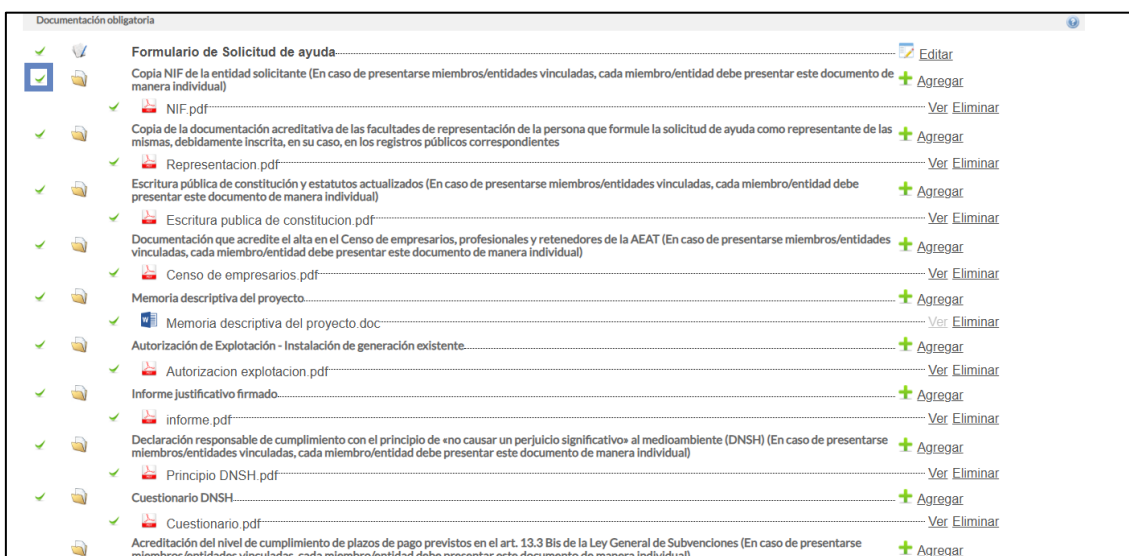 Documentación obligatoria
Formulario de Solicitud de ayuda Editar
Copia NIF de la entidad solicitante (En caso de presentarse miembros/entidades vinculadas, cada miembro/entidad debe presentar este documento de
manera individual) Agregar
NIF.pdf Ver Eliminar
Copia de la documentación acreditativa de las facultades de representación de la persona que formule la solicitud de ayuda como representante de las
mismas, debidamente inscrita, en su caso, en los registros públicos correspondientes Agregar
Representacion.pdf Ver Eliminar
Escritura pública de constitución y estatutos actualizados (En caso de presentarse miembros/entidades vinculadas, cada miembro/entidad debe
presentar este documento de manera individual) Agregar
Escritura publica de constitucion.pdf Ver Eliminar
Documentación que acredite el alta en el Censo de empresarios, profesionales y retenedores de la AEAT (En caso de presentarse miembros/entidades
vinculadas, cada miembro/entidad debe presentar este documento de manera individual) Agregar
Censo de empresarios.pdf Ver Eliminar
Memoria descriptiva del proyecto Agregar
Memoria descriptiva del proyecto.doc Ver Eliminar
Autorización de Explotación - Instalación de generación existente Agregar
Autorizacion explotacion.pdf Ver Eliminar
Informe justificativo firmado Agregar
informe.pdf Ver Eliminar
Declaración responsable de cumplimiento con el principio de «no causar un perjuicio significativo» al medioambiente (DNSH) (En caso de presentarse
miembros/entidades vinculadas, cada miembro/entidad debe presentar este documento de manera individual) Agregar
Principio DNSH.pdf Ver Eliminar
Cuestionario DNSH Agregar
Cuestionario.pdf Ver Eliminar
Acreditación del nivel de cumplimiento de plazos de pago previstos en el art. 13.3 Bis de la Ley General de Subvenciones (En caso de presentarse
miembros/entidades vinculadas, cada miembro/entidad debe presentar este documento de manera individual) Agregar